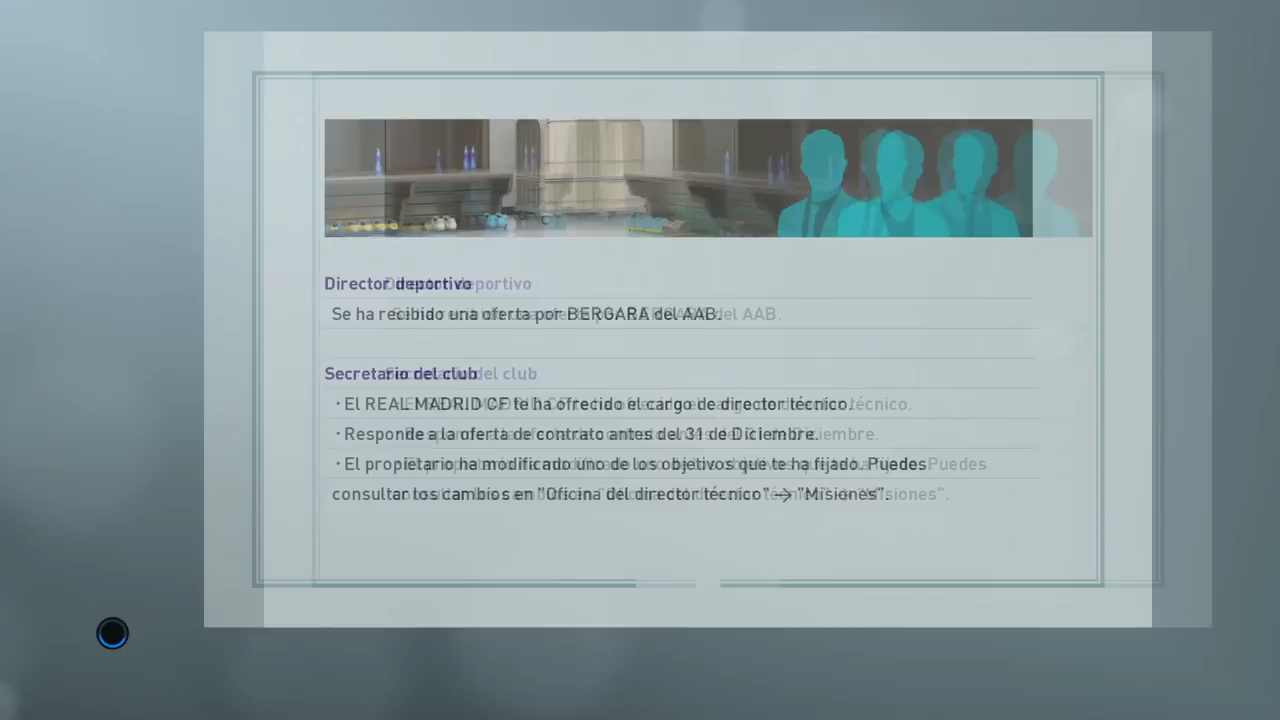 Director deportivo
Se ha recibido una oferta por BERGARA del AAB.
Secretario del club
· El REAL MADRID CF te ha ofrecido el cargo de director técnico.
· Responde a la oferta de contrato antes del 31 de Diciembre.
· El propietario ha modificado uno de los objetivos que te ha fijado. Puedes
consultar los cambios en "Oficina del director técnico" → "Misiones".